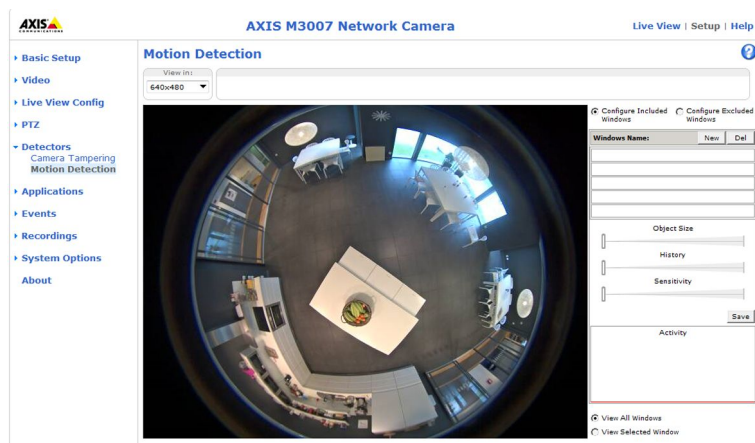 AXIS
COMMUNICATIONS
AXIS M3007 Network Camera
Live View | Setup | Help
Basic Setup
Video
Live View Config
PTZ
Detectors
Camera Tampering
Motion Detection
Applications
Events
Recordings
System Options
About
Motion Detection
?
View in:
640x480
Configure Included Windows
Configure Excluded Windows
Windows Name:
New
Del
Object Size
History
Sensitivity
Save
Activity
View All Windows
View Selected Window